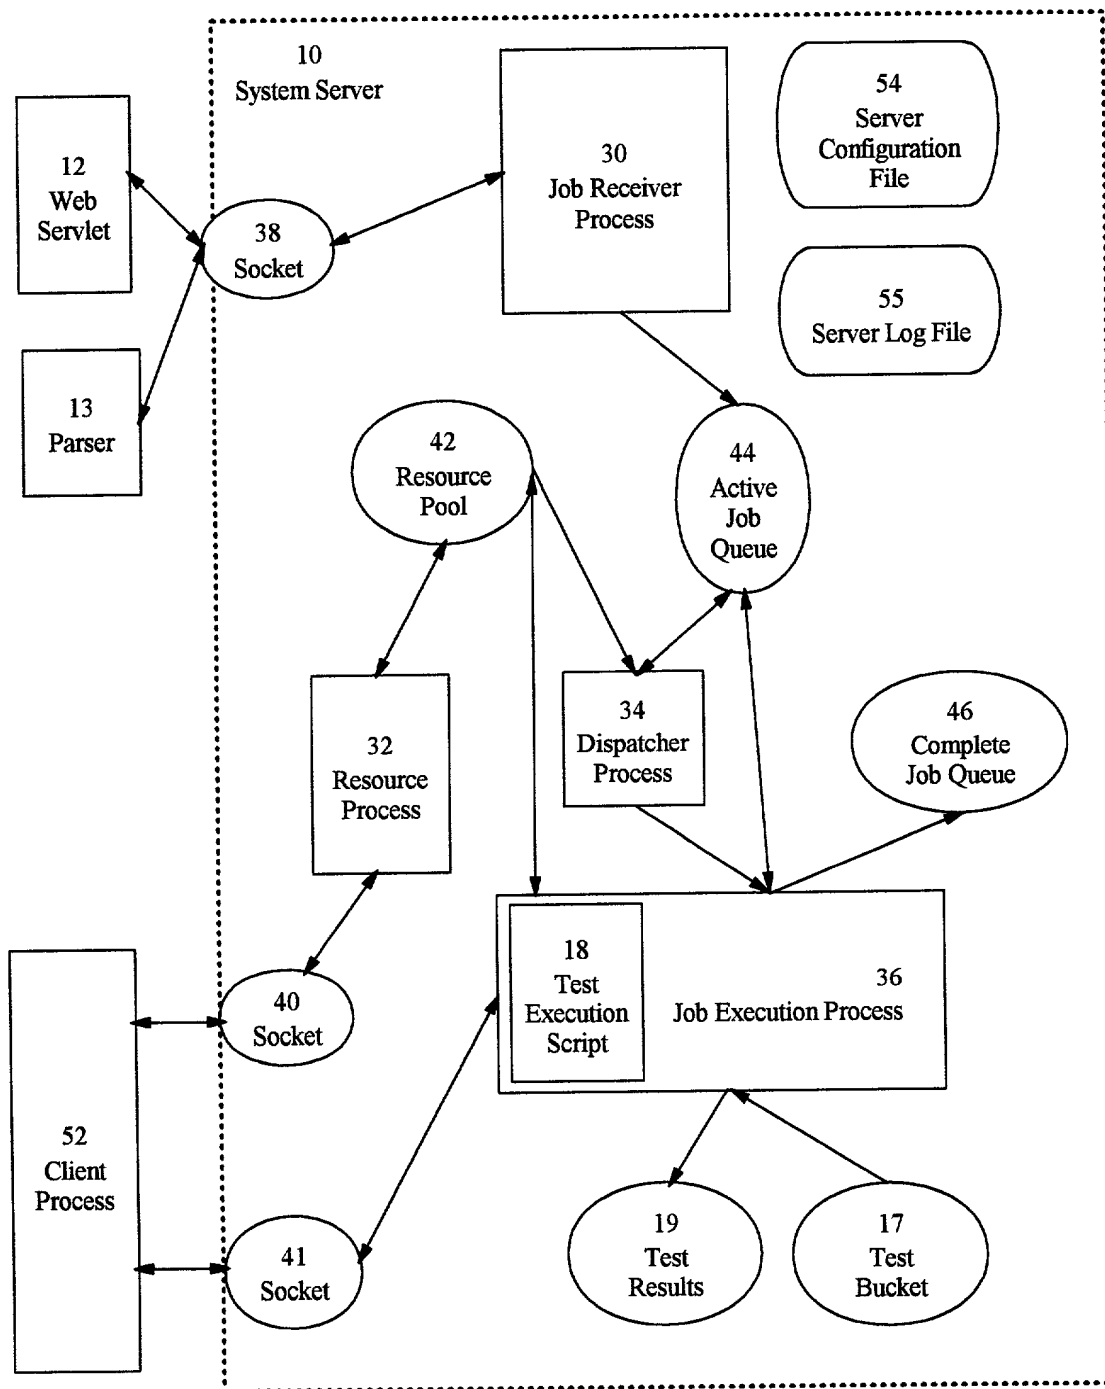 10
System Server
12
Web
Servlet
38
Socket
30
Job Receiver
Process
54
Server
Configuration
File
55
Server Log File
13
Parser
42
Resource
Pool
44
Active
Job
Queue
32
Resource
Process
34
Dispatcher
Process
46
Complete
Job Queue
18
Test
Execution
Script
36
Job Execution Process
40
Socket
52
Client
Process
41
Socket
19
Test
Results
17
Test
Bucket